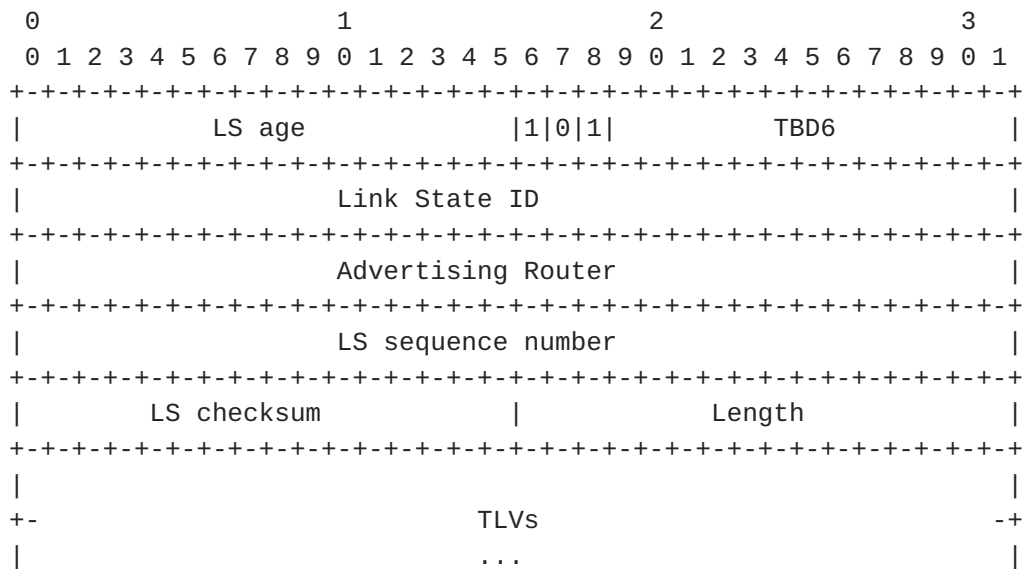 0                   1                   2                   3
 0 1 2 3 4 5 6 7 8 9 0 1 2 3 4 5 6 7 8 9 0 1 2 3 4 5 6 7 8 9 0 1
+-+-+-+-+-+-+-+-+-+-+-+-+-+-+-+-+-+-+-+-+-+-+-+-+-+-+-+-+-+-+-+-+
|            LS age             |1|0|1|          TBD6           |
+-+-+-+-+-+-+-+-+-+-+-+-+-+-+-+-+-+-+-+-+-+-+-+-+-+-+-+-+-+-+-+-+
|                    Link State ID                              |
+-+-+-+-+-+-+-+-+-+-+-+-+-+-+-+-+-+-+-+-+-+-+-+-+-+-+-+-+-+-+-+-+
|                    Advertising Router                         |
+-+-+-+-+-+-+-+-+-+-+-+-+-+-+-+-+-+-+-+-+-+-+-+-+-+-+-+-+-+-+-+-+
|                    LS sequence number                         |
+-+-+-+-+-+-+-+-+-+-+-+-+-+-+-+-+-+-+-+-+-+-+-+-+-+-+-+-+-+-+-+-+
|        LS checksum            |            Length             |
+-+-+-+-+-+-+-+-+-+-+-+-+-+-+-+-+-+-+-+-+-+-+-+-+-+-+-+-+-+-+-+-+
|                                                               |
+-                            TLVs                             -+
|                             ...                               |